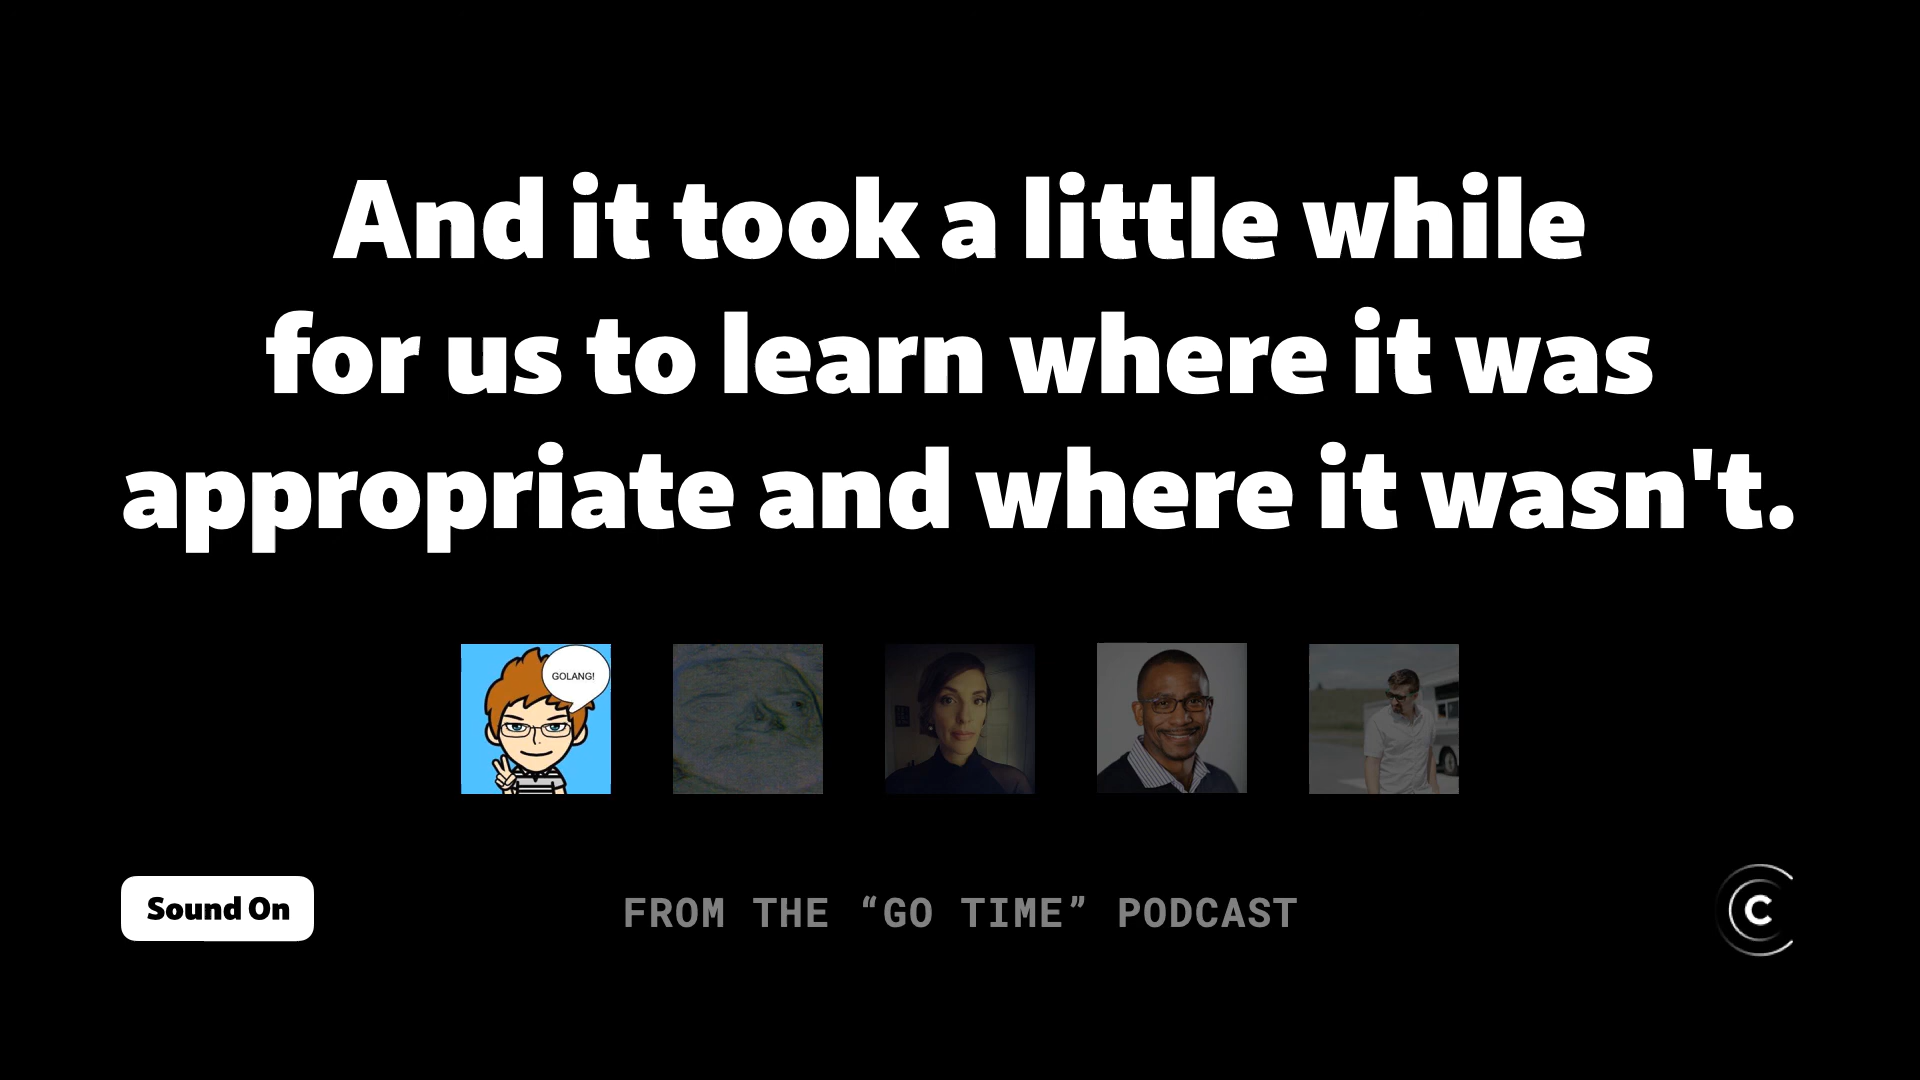 And it took a little while
for us to learn where it was
appropriate and where it wasn't.
GOLANG!
Sound On
FROM THE “GO TIME” PODCAST
C